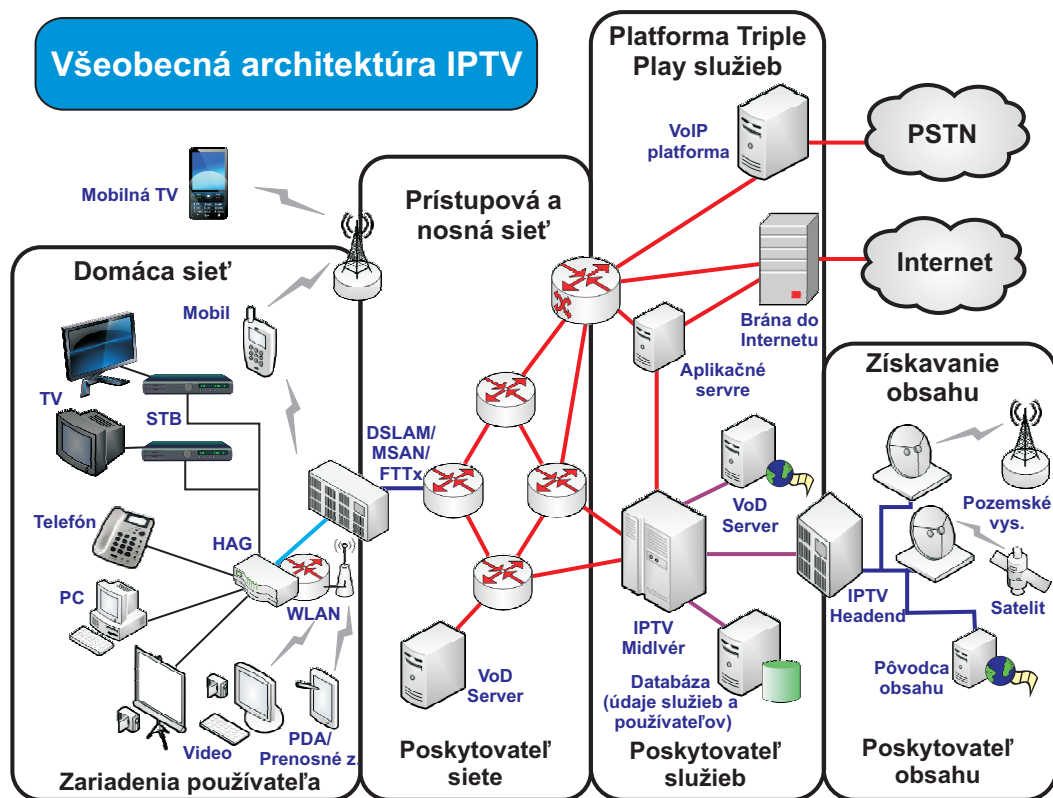 Všeobecná architektúra IPTV
Platforma Triple
Play služieb
VoIP
platforma
PSTN
Mobilná TV
Prístupová a
nosná sieť
Domáca sieť
Internet
Mobil
Brána do
Internetu
Aplikačné
servre
Získavanie
obsahu
TV
STB
DSLAM/
MSAN/
FTTx
VoD
Server
Pozemské
vys.
Telefón
HAG
PC
WLAN
IPTV
Midlvér
IPTV
Headend
Satelit
VoD
Server
Databáza
(údaje služieb a
používateľov)
Pôvodca
obsahu
Video
PDA/
Prenosné z.
Zariadenia používateľa
Poskytovateľ
siete
Poskytovateľ
služieb
Poskytovateľ
obsahu